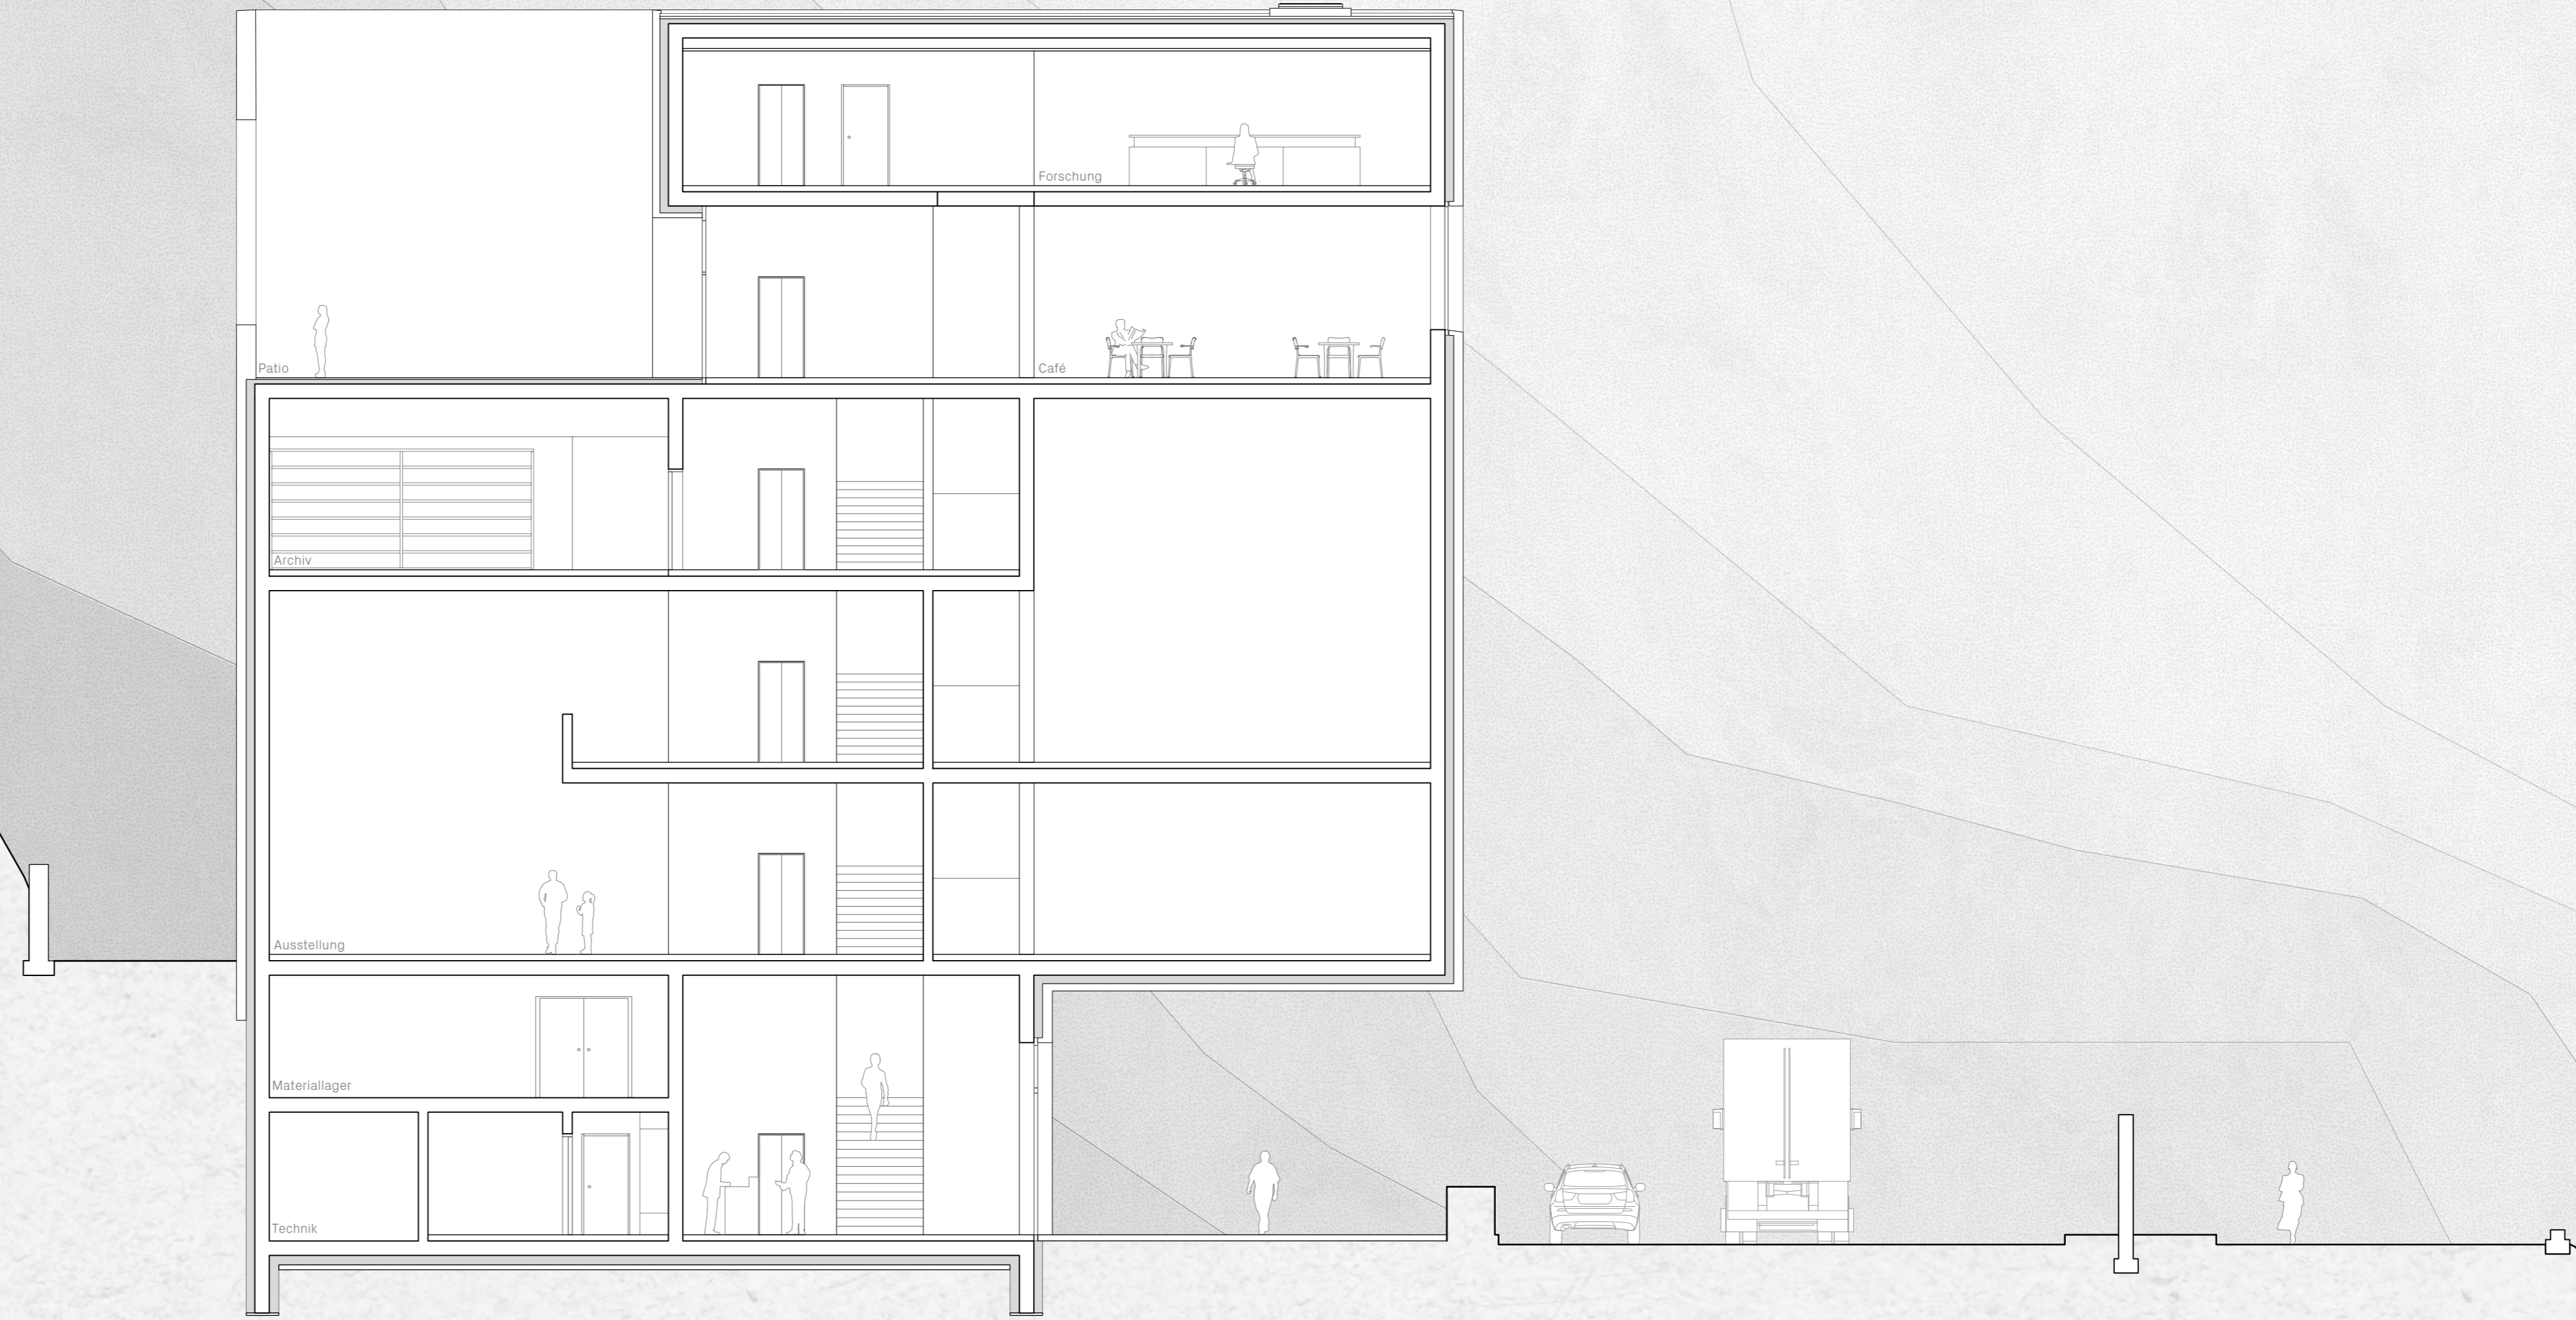 Forschung
Patio
Café
Archiv
Ausstellung
Materiallager
Technik